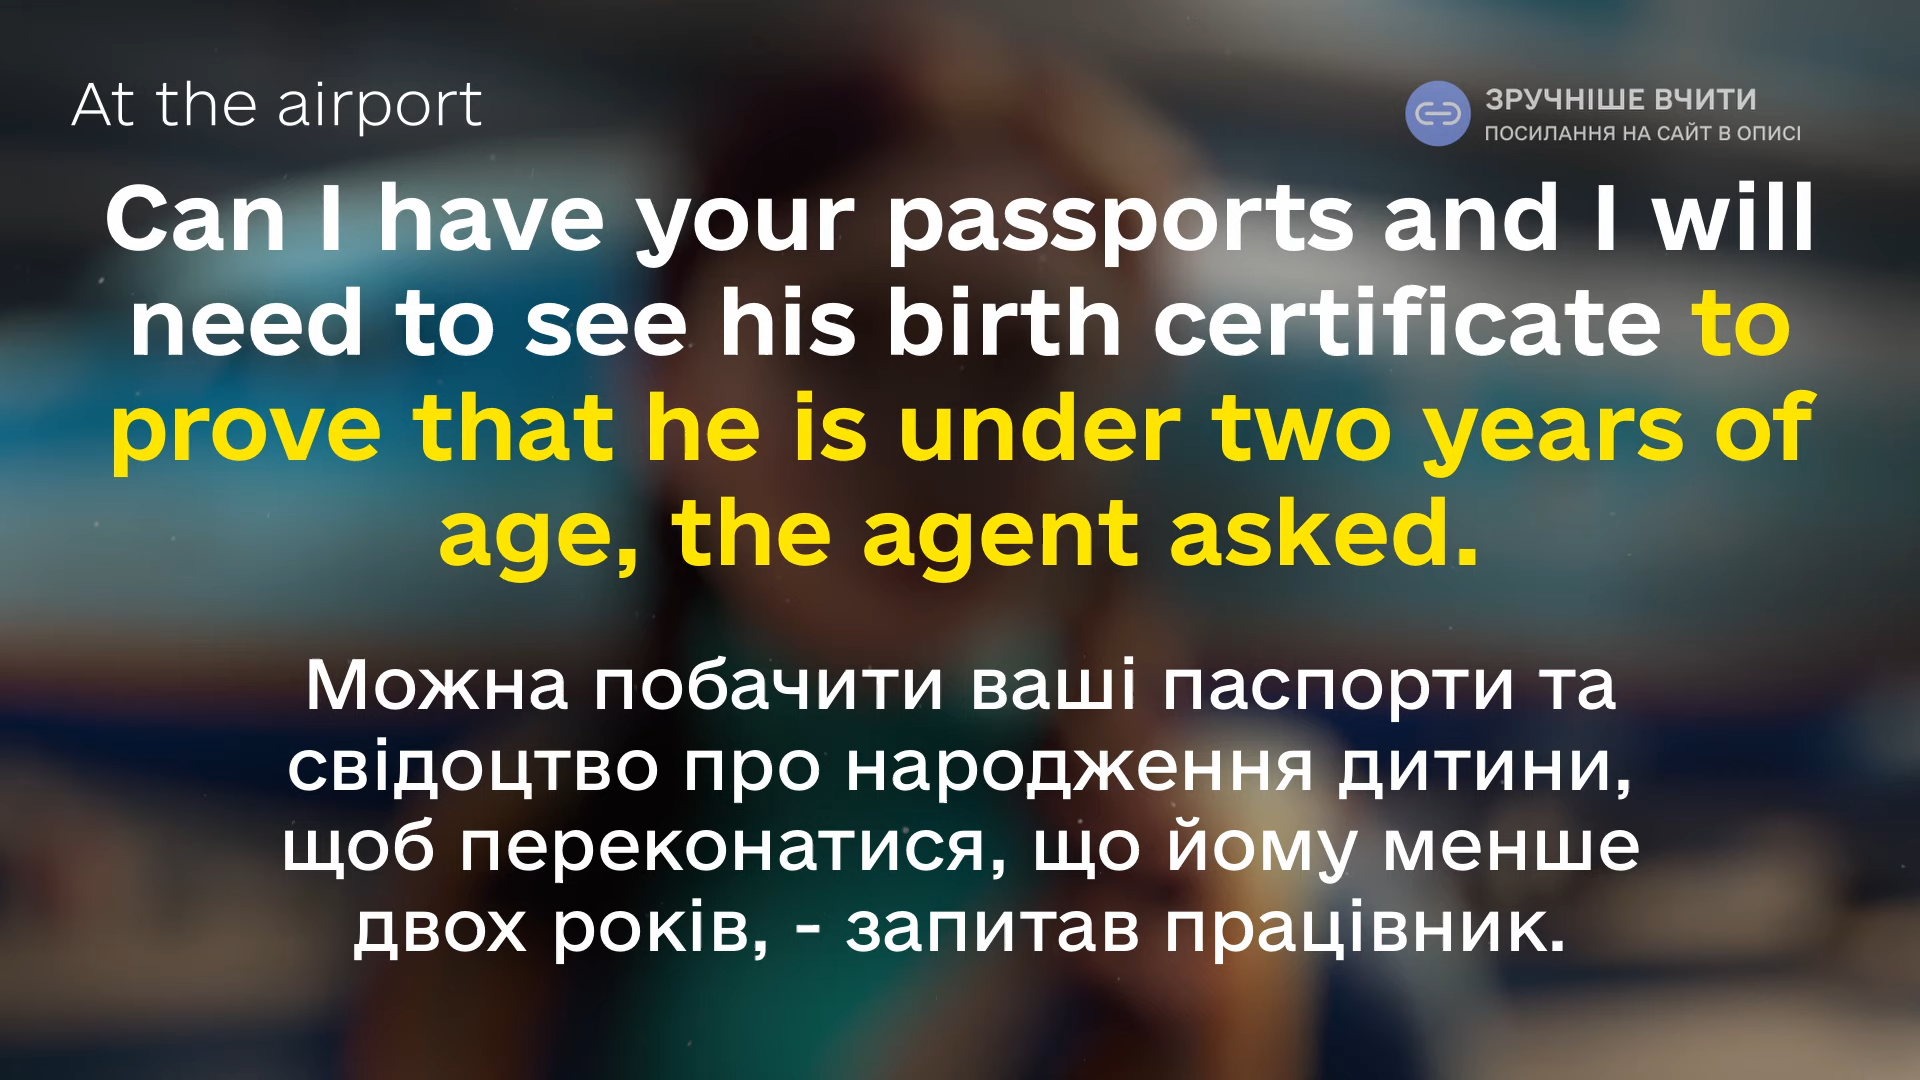 At the airport
ЗРУЧНІШЕ ВЧИТИ
ПОСИЛАННЯ НА САЙТ В ОПИСІ
Can I have your passports and I will
need to see his birth certificate to
prove that he is under two years of
age, the agent asked.
Можна побачити ваші паспорти та
свідоцтво про народження дитини,
щоб переконатися, що йому менше
двох років, - запитав працівник.